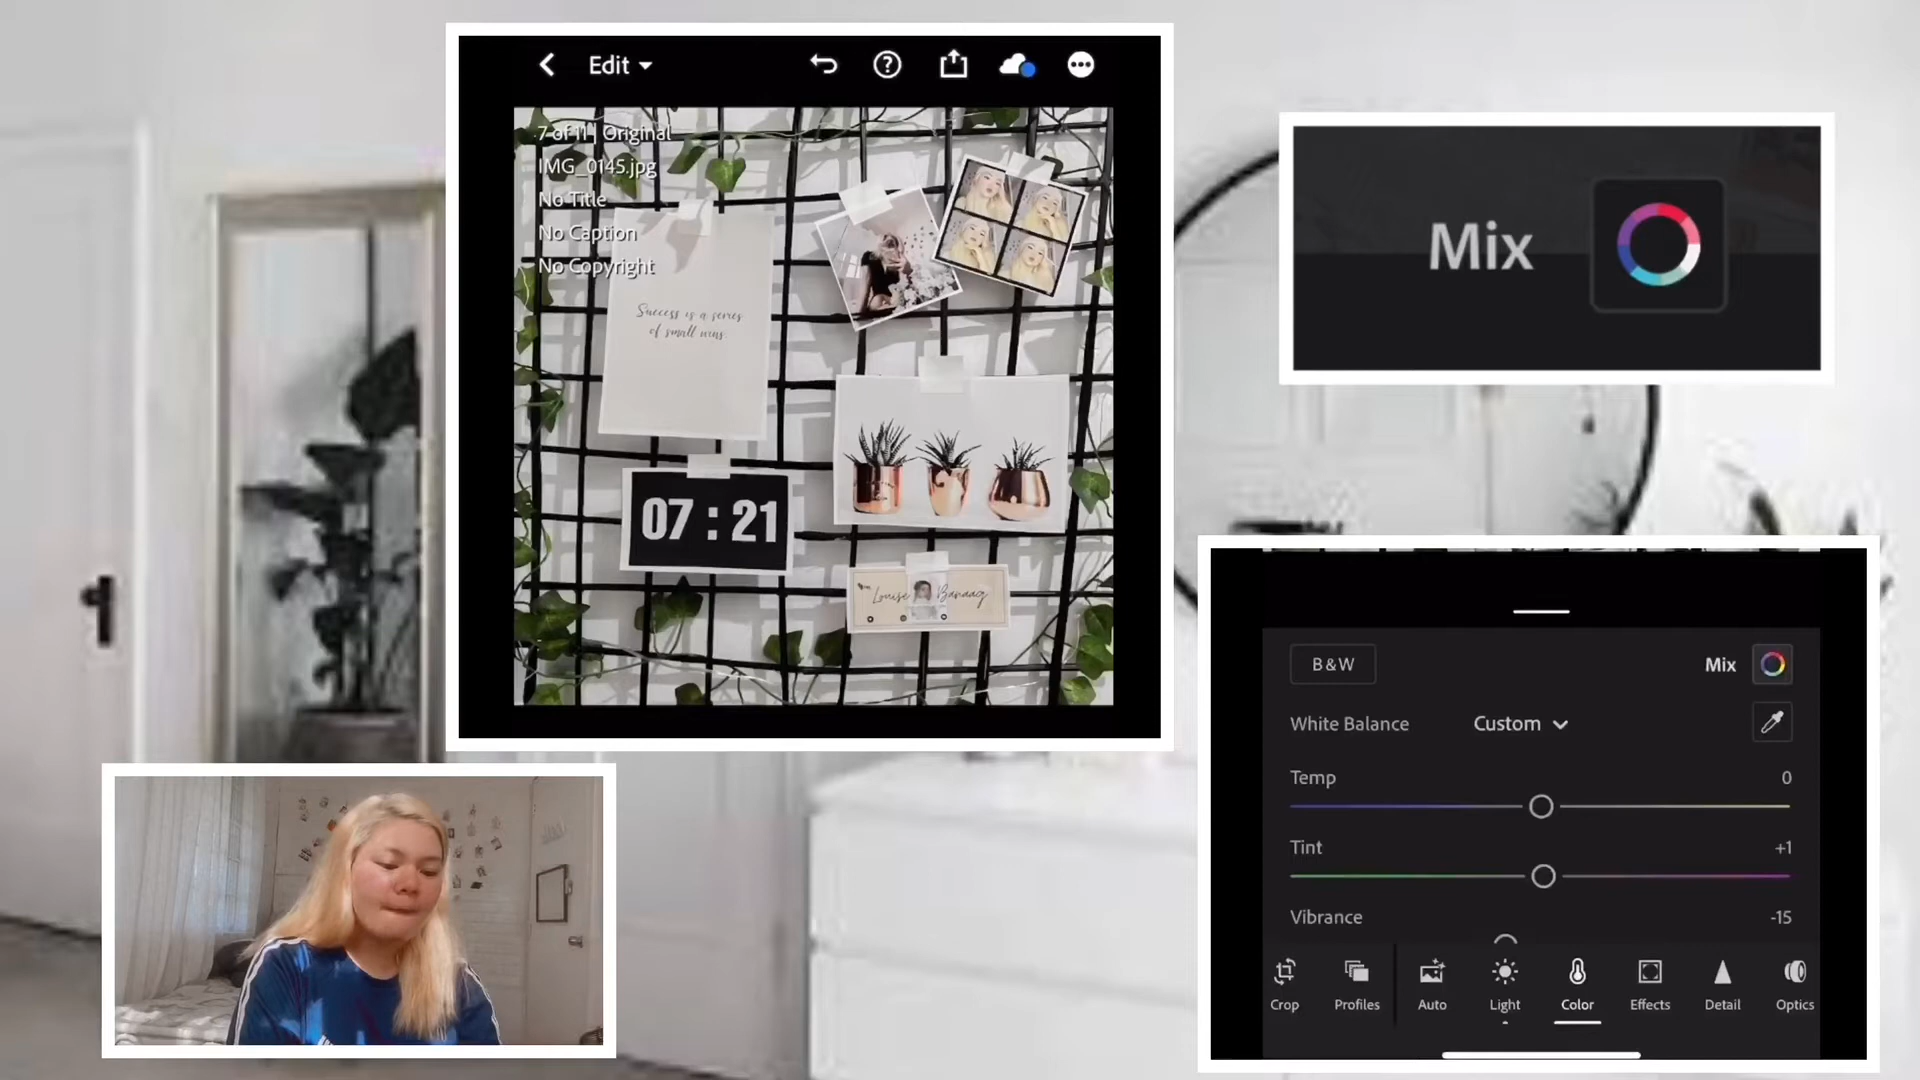 Edit
7 of 11 | Original
IMG_0145.jpg
No Title
No Caption
No Copyright
Success is a series
of small wins.
07 : 21
Louise Banaag
Mix
B&W
Mix
White Balance
Custom
Temp
0
Tint
+1
Vibrance
-15
Crop
Profiles
Auto
Light
Color
Effects
Detail
Optics